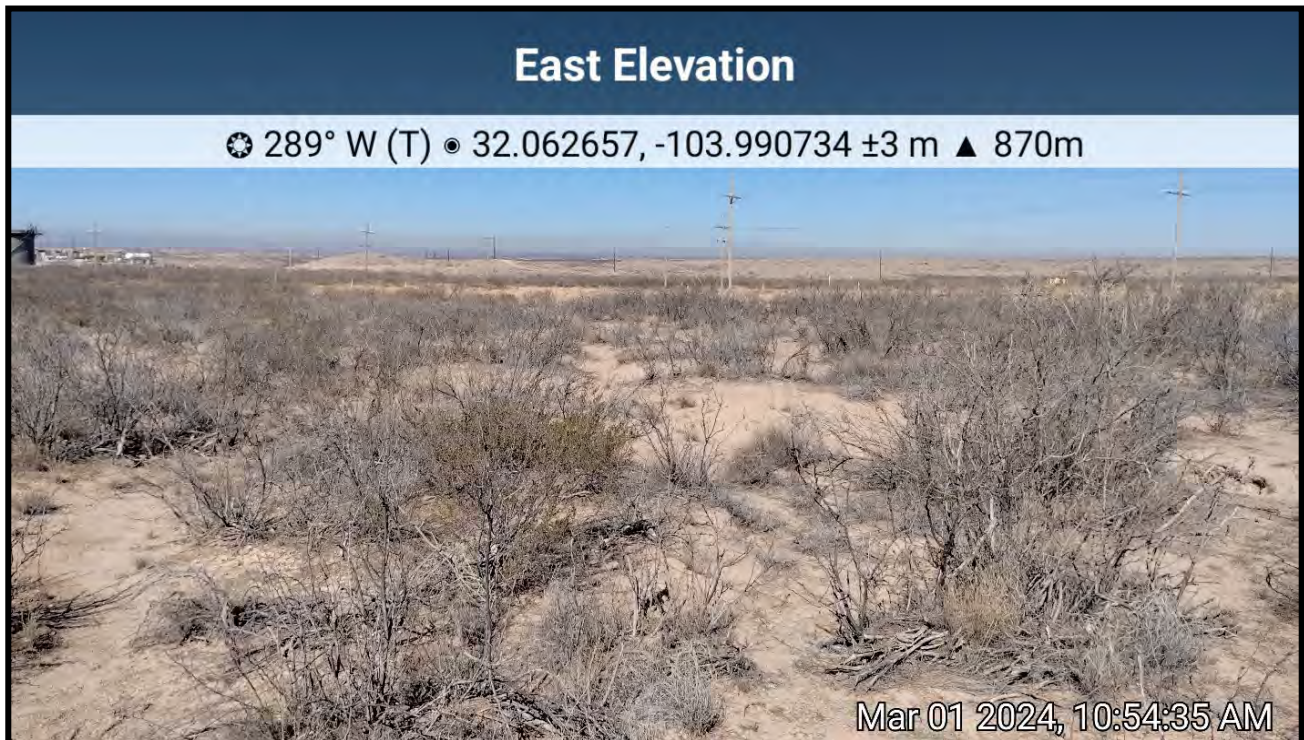 East Elevation
289° W (T) ◉ 32.062657, -103.990734 ±3 m ▲ 870m
Mar 01 2024, 10:54:35 AM